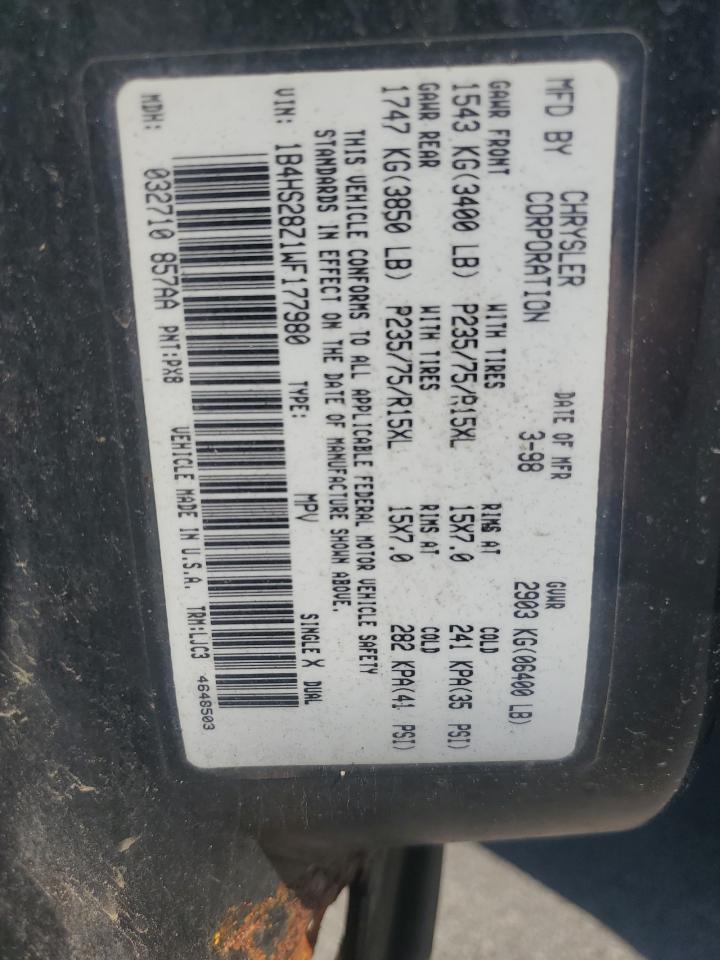 MFD BY CHRYSLER CORPORATION DATE OF MFR 3-98 GVWR 2903 KG(06400 LB)
GAWR FRONT WITH TIRES RIMS AT COLD
1543 KG(3400 LB) P235/75/R15XL 15X7.0 241 KPA(35 PSI)
GAWR REAR WITH TIRES RIMS AT COLD
1747 KG(3850 LB) P235/75/R15XL 15X7.0 282 KPA(41 PSI)
THIS VEHICLE CONFORMS TO ALL APPLICABLE FEDERAL MOTOR VEHICLE SAFETY
STANDARDS IN EFFECT ON THE DATE OF MANUFACTURE SHOWN ABOVE.
VIN: 1B4HS28Z1WF177980 TYPE: MPV SINGLE X DUAL
MDH: 032710 857AA PNT:PX8 VEHICLE MADE IN U.S.A. TRM:LJC3 4648503